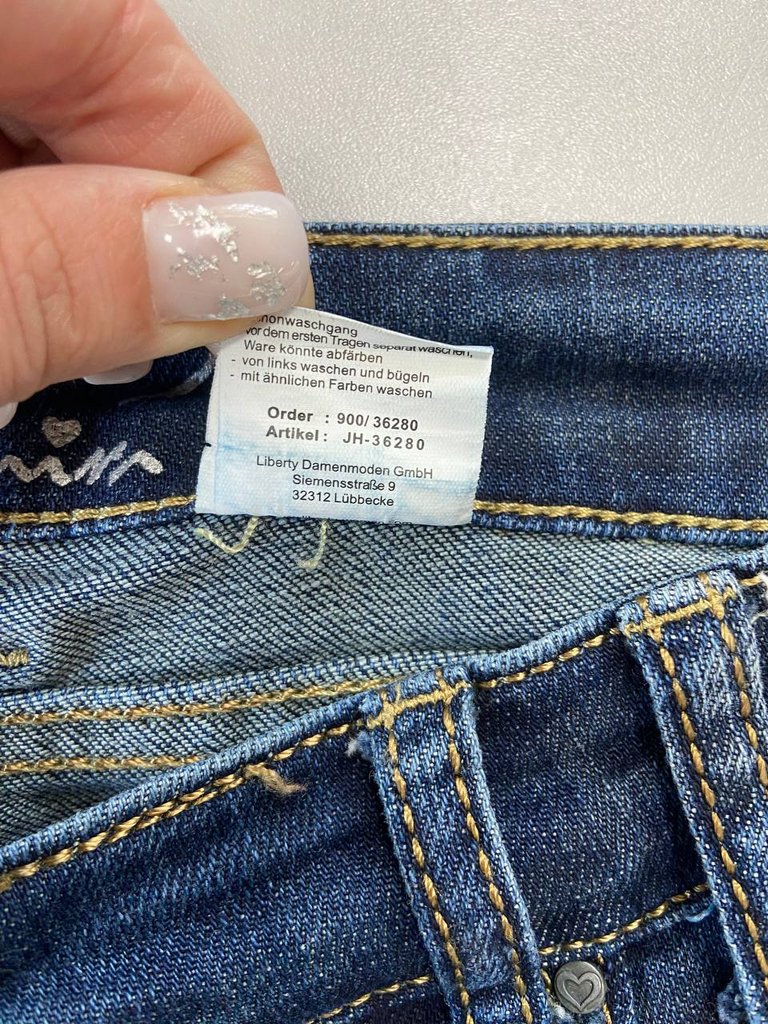 vor dem ersten Tragen separat waschen,
Ware könnte abfärben
- von links waschen und bügeln
- mit ähnlichen Farben waschen
Order : 900/36280
Artikel : JH-36280
Liberty Damenmoden GmbH
Siemensstraße 9
32312 Lübbecke